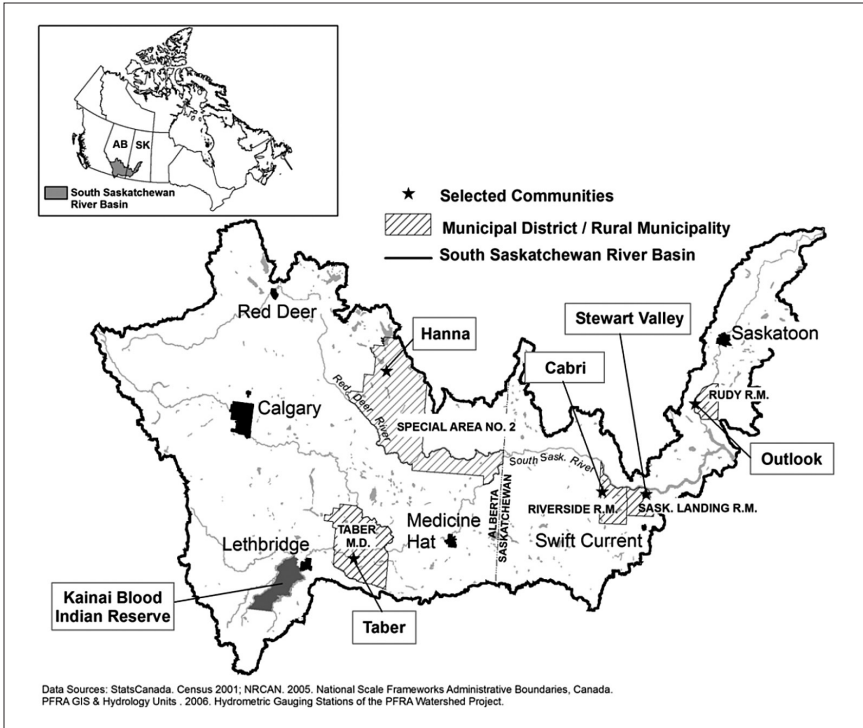 AB
SK
South Saskatchewan
River Basin
Selected Communities
Municipal District / Rural Municipality
South Saskatchewan River Basin
Red Deer
Hanna
Stewart Valley
Saskatoon
Cabri
Calgary
Red Deer River
SPECIAL AREA NO. 2
RUDY R.M.
South Sask. River
Outlook
ALBERTA
SASKATCHEWAN
RIVERSIDE R.M.
SASK. LANDING R.M.
TABER
M.D.
Medicine
Hat
Swift Current
Lethbridge
Kainai Blood
Indian Reserve
Taber
Data Sources: StatsCanada. Census 2001; NRCAN. 2005. National Scale Frameworks Administrative Boundaries, Canada.
PFRA GIS & Hydrology Units . 2006. Hydrometric Gauging Stations of the PFRA Watershed Project.